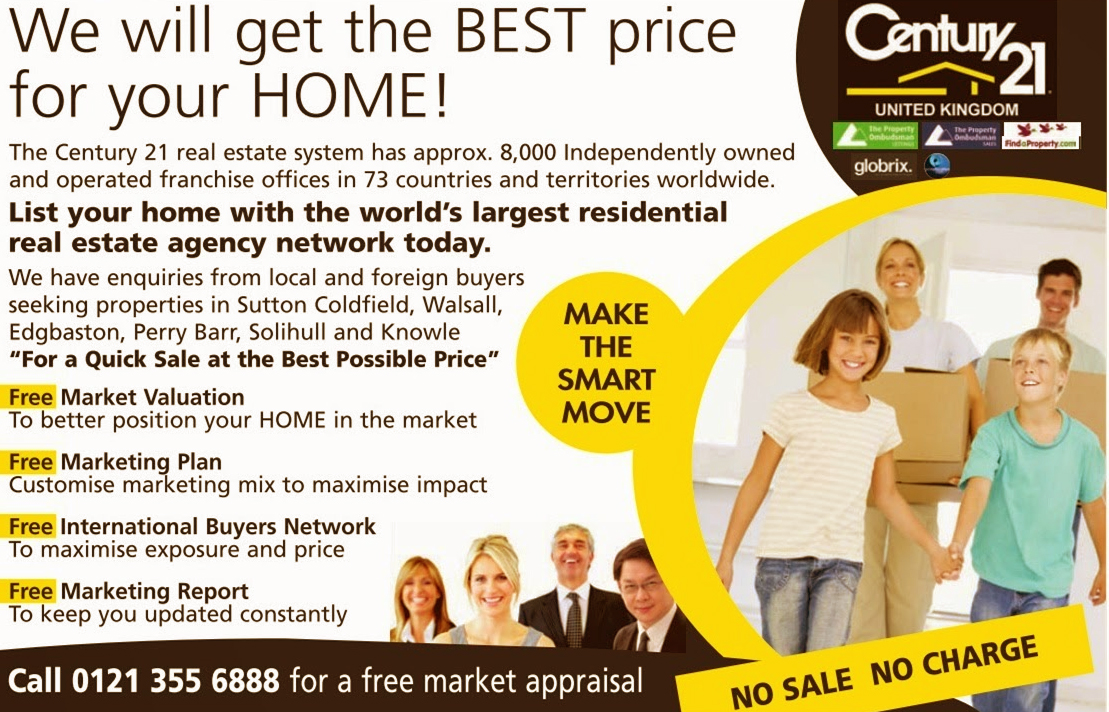 We will get the BEST price
for your HOME!
Century 21
UNITED KINGDOM
The Property
Ombudsman
LETTINGS
The Property
Ombudsman
SALES
FindaProperty.com
globrix.
The Century 21 real estate system has approx. 8,000 Independently owned
and operated franchise offices in 73 countries and territories worldwide.
List your home with the world's largest residential
real estate agency network today.
We have enquiries from local and foreign buyers
seeking properties in Sutton Coldfield, Walsall,
Edgbaston, Perry Barr, Solihull and Knowle
“For a Quick Sale at the Best Possible Price”
MAKE
THE
SMART
MOVE
Free Market Valuation
To better position your HOME in the market
Free Marketing Plan
Customise marketing mix to maximise impact
Free International Buyers Network
To maximise exposure and price
Free Marketing Report
To keep you updated constantly
Call 0121 355 6888 for a free market appraisal
NO SALE NO CHARGE